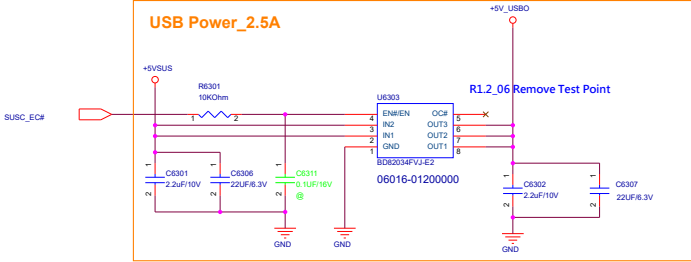 USB Power_2.5A
+5V_USBO
+5VSUS
R6301
10KOhm
1
2
SUSC_EC#
R1.2_06 Remove Test Point
U6303
4
EN#/EN
OC#
5
3
IN2
OUT3
6
2
IN1
OUT2
7
1
GND
OUT1
8
BD82034FVJ-E2
06016-01200000
1
C6301
2.2uF/10V
2
1
C6306
22UF/6.3V
2
1
C6311
0.1UF/16V
@
2
1
C6302
2.2uF/10V
2
1
C6307
22UF/6.3V
2
GND
GND
GND